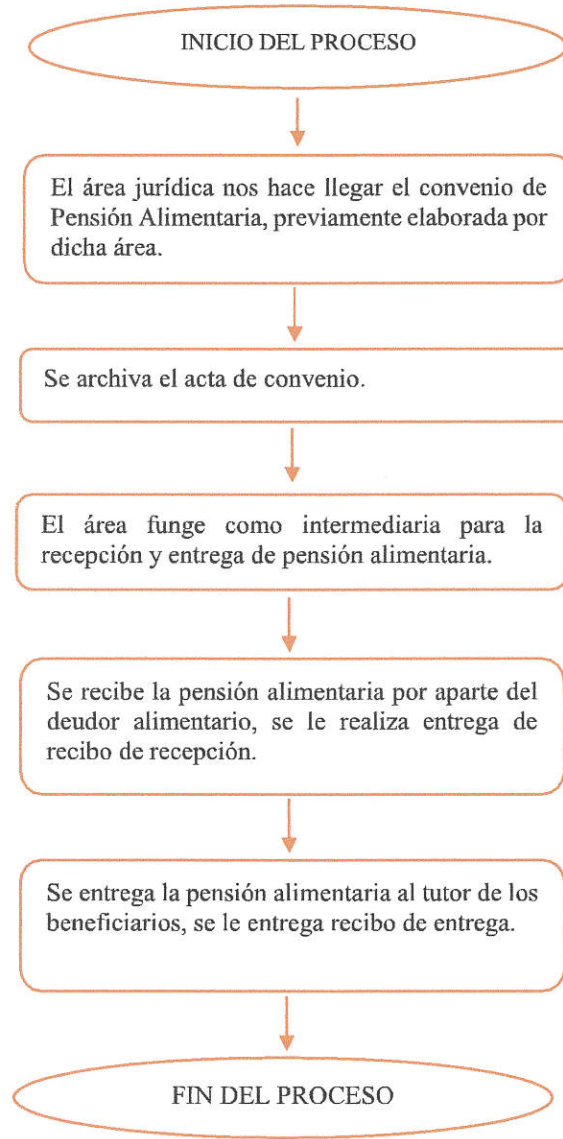 INICIO DEL PROCESO
El área jurídica nos hace llegar el convenio de
Pensión Alimentaria, previamente elaborada por
dicha área.
Se archiva el acta de convenio.
El área funge como intermediaria para la
recepción y entrega de pensión alimentaria.
Se recibe la pensión alimentaria por aparte del
deudor alimentario, se le realiza entrega de
recibo de recepción.
Se entrega la pensión alimentaria al tutor de los
beneficiarios, se le entrega recibo de entrega.
FIN DEL PROCESO